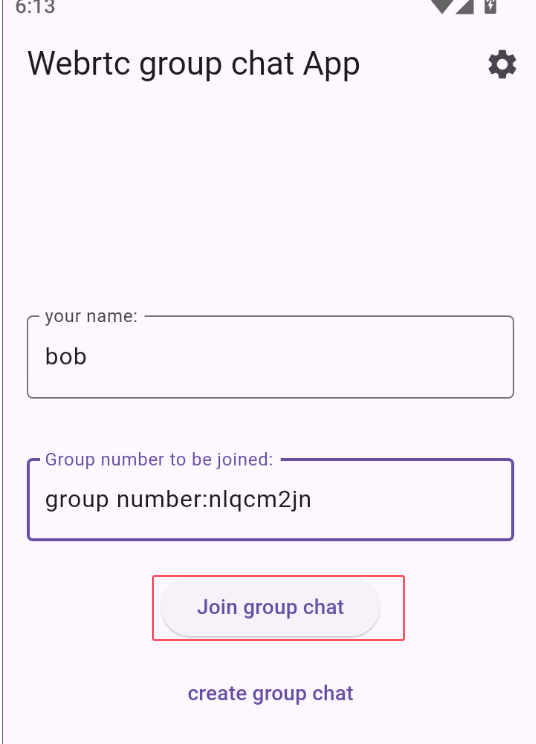 6:13
Webrtc group chat App
your name:
bob
Group number to be joined:
group number:nlqcm2jn
Join group chat
create group chat